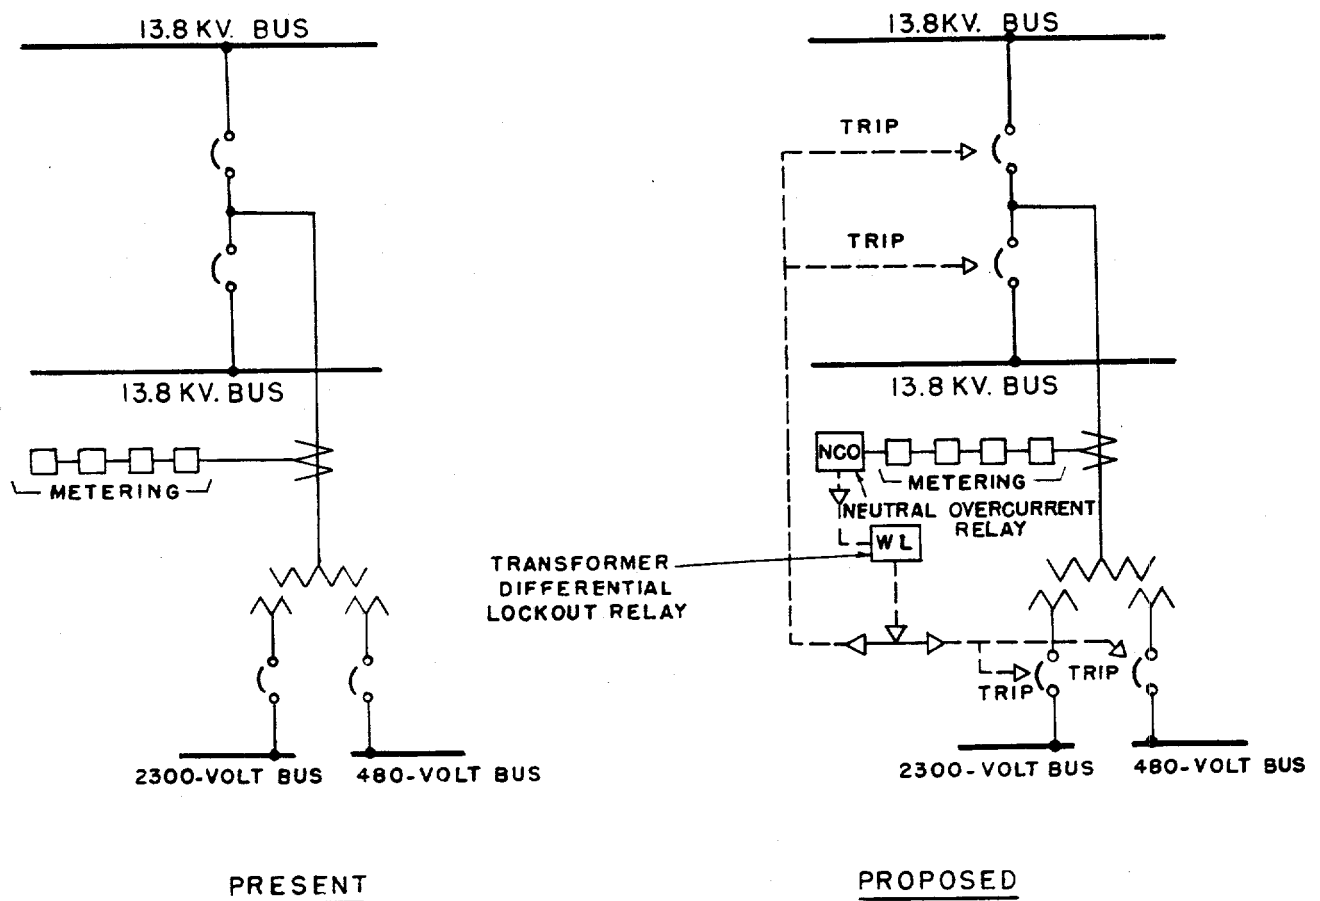 13.8 KV. BUS
13.8 KV. BUS
METERING
2300-VOLT BUS
480-VOLT BUS
PRESENT
13.8KV. BUS
TRIP
TRIP
13.8 KV. BUS
NCO
METERING
NEUTRAL OVERCURRENT
RELAY
WL
TRANSFORMER
DIFFERENTIAL
LOCKOUT RELAY
TRIP
TRIP
2300-VOLT BUS
480-VOLT BUS
PROPOSED